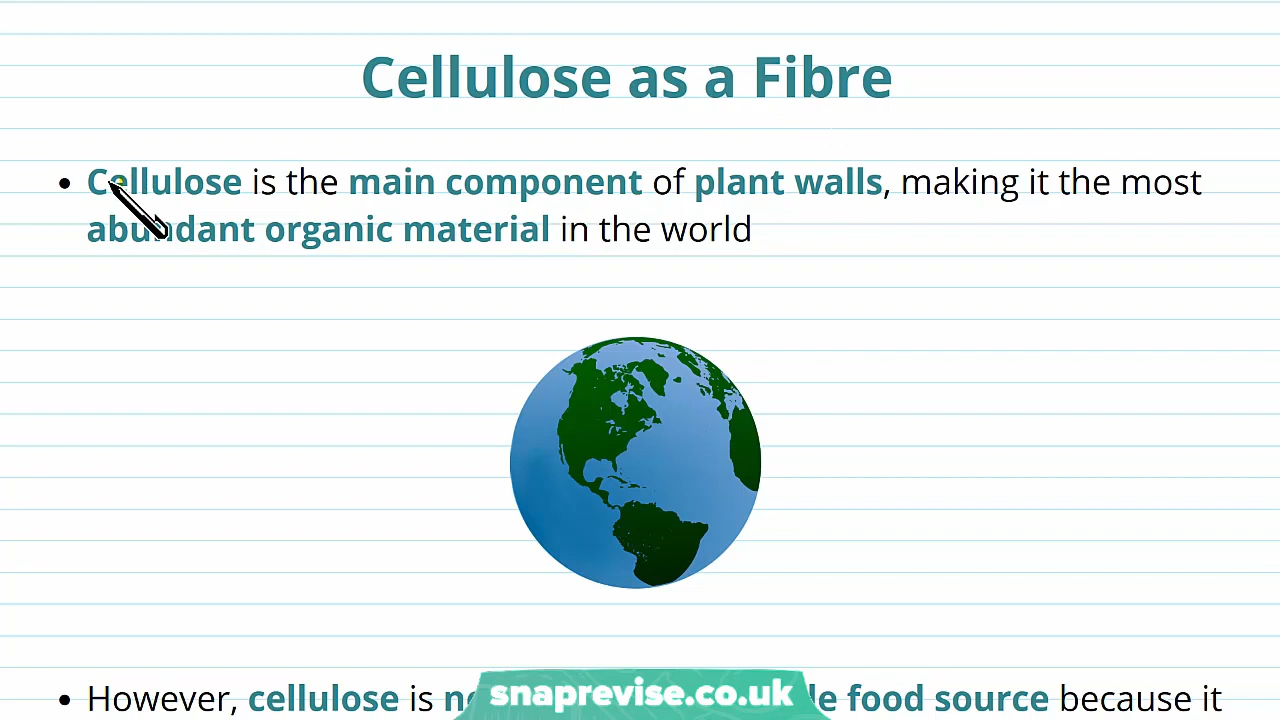 Cellulose as a Fibre
• Cellulose is the main component of plant walls, making it the most
abundant organic material in the world
• However, cellulose is food source because it
snaprevise.co.uk